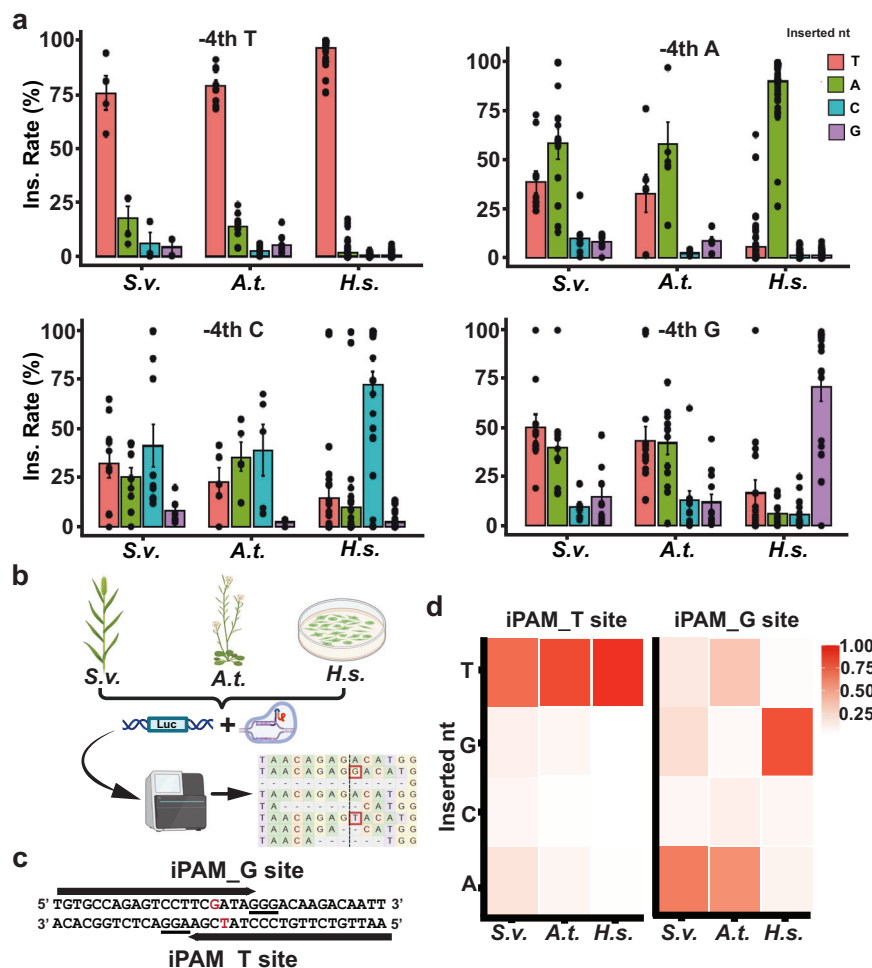 a
-4th T
Ins. Rate (%)
100
75
50
25
0
S.v. A.t. H.s.
-4th A
100
75
50
25
0
S.v. A.t. H.s.
Inserted nt
T
A
C
G
-4th C
Ins. Rate (%)
100
75
50
25
0
S.v. A.t. H.s.
-4th G
100
75
50
25
0
S.v. A.t. H.s.
b
S.v. A.t. H.s.
Luc +
T A A C A G A G A C A T G G
T A A C A G A G G A C A T G
- - - - - - - - - - - - - G
T A A C A G A G A C A T G G
T A - - - - - - - C A T G G
T A A C A G A G T A C A T G
c
iPAM_G site
5' TGTGCCAGAGTCCTTCGATAGGGACAAGACAATT 3'
ACACGGTCTCAGGAAGCTATCCCTGTTCTGTTAA 5'
iPAM_T site
d
iPAM_T site iPAM_G site
Inserted nt
T
G
C
A
S.v. A.t. H.s. S.v. A.t. H.s.
1.00
0.75
0.50
0.25